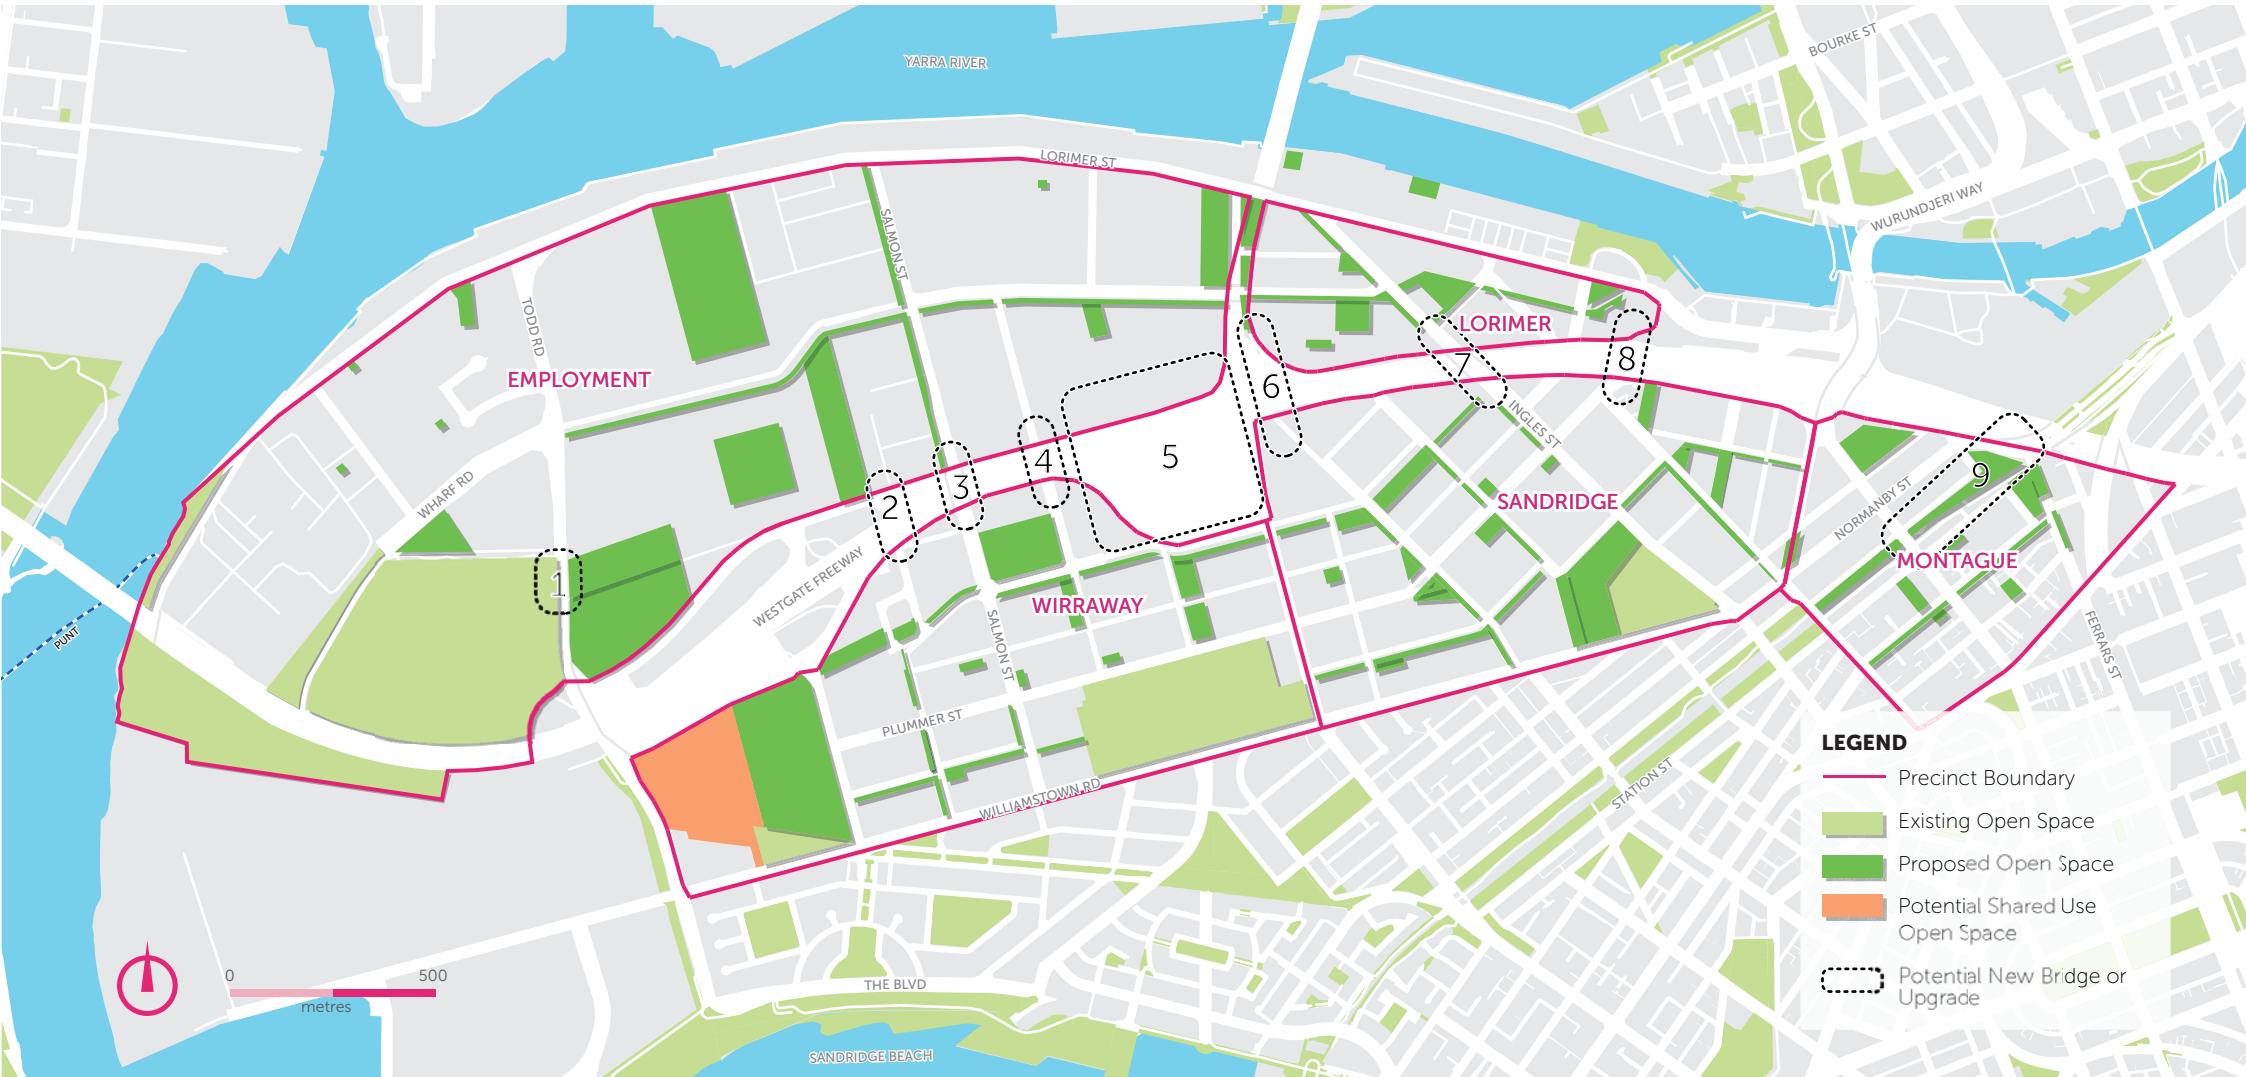 BOURKE ST
YARRA RIVER
LORIMER ST
WURUNDJERI WAY
SALMON ST
TODD RD
LORIMER
EMPLOYMENT
1
2
3
4
5
6
7
8
9
INGLES ST
WHARF RD
SANDRIDGE
NORMANBY ST
MONTAGUE
WESTGATE FREEWAY
WIRRAWAY
PUNT
SALMON ST
FERRARS ST
PLUMMER ST
WILLIAMSTOWN RD
STATION ST
LEGEND
Precinct Boundary
Existing Open Space
Proposed Open Space
Potential Shared Use
Open Space
Potential New Bridge or
Upgrade
0 500
metres
THE BLVD
SANDRIDGE BEACH